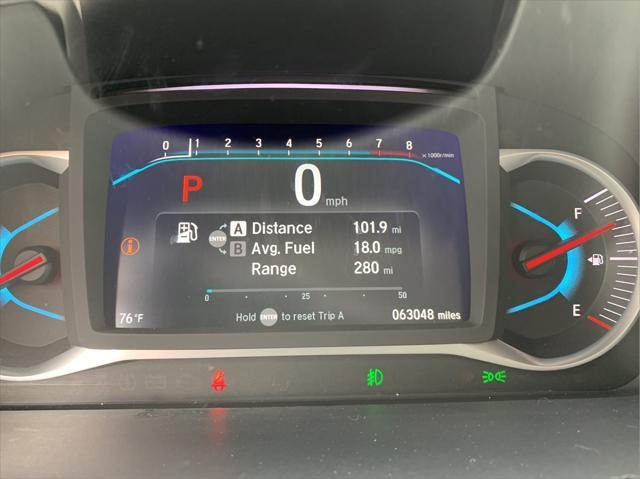 0 1 2 3 4 5 6 7 8 x1000r/min
P 0 mph
F
A Distance 101.9 mi
ENTER B Avg. Fuel 18.0 mpg
Range 280 mi
E
0 25 50
76°F Hold ENTER to reset Trip A 063048 miles